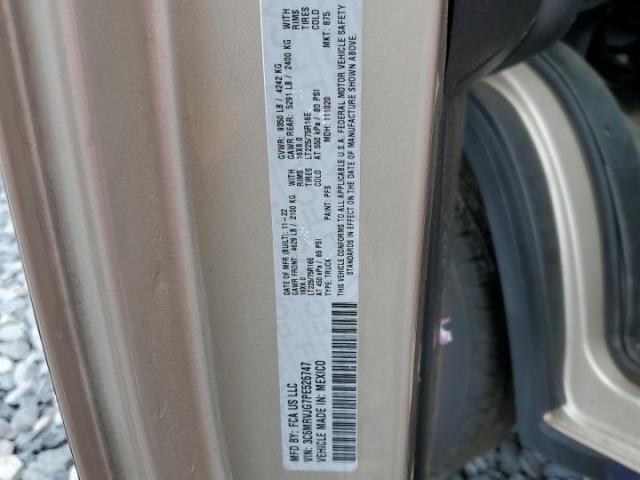 MFD BY: FCA US LLC
DATE OF MFR (BUILT): 11-22
GVWR: 9350 LB / 4242 KG
GAWR FRONT: 4629 LB / 2100 KG
WITH
GAWR REAR: 5291 LB / 2400 KG
WITH
16X6.0
RIMS
16X6.0
RIMS
LT225/75R16E
TIRES
LT225/75R16E
TIRES
AT 450 kPa / 65 PSI
COLD
AT 550 kPa / 80 PSI
COLD
VIN: 3C6MRVJG7PE526747
TYPE: TRUCK
PAINT: PFS
MDH: 111020
MKT: 875
VEHICLE MADE IN: MEXICO
THIS VEHICLE CONFORMS TO ALL APPLICABLE U.S.A. FEDERAL MOTOR VEHICLE SAFETY
STANDARDS IN EFFECT ON THE DATE OF MANUFACTURE SHOWN ABOVE.